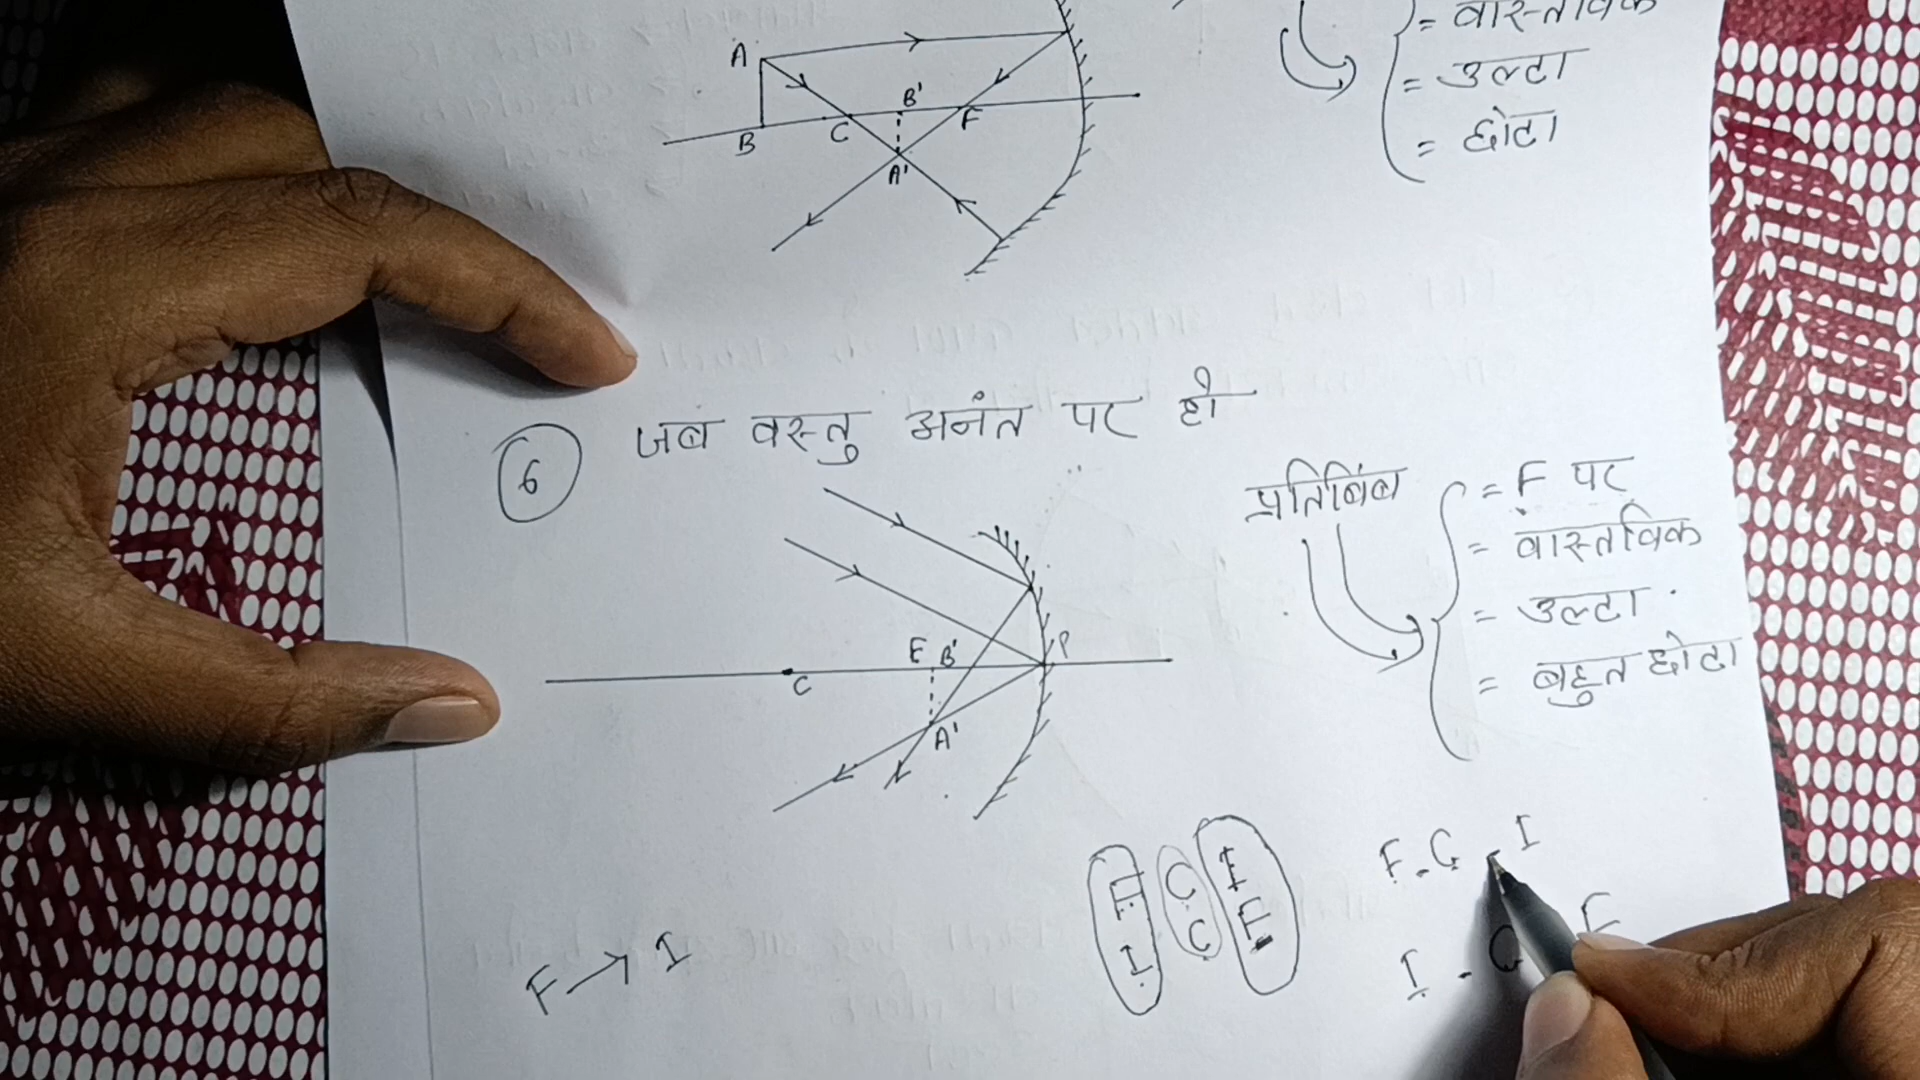 = वास्तविक
= उल्टा
= छोटा
A
B
C
B'
F
A'
6 जब वस्तु अनंत पर हो
प्रतिबिंब
= F पर
= वास्तविक
= उल्टा
= बहुत छोटा
F B' P
C
A'
F C I
I C F
F.C.I
I.C F
F → I